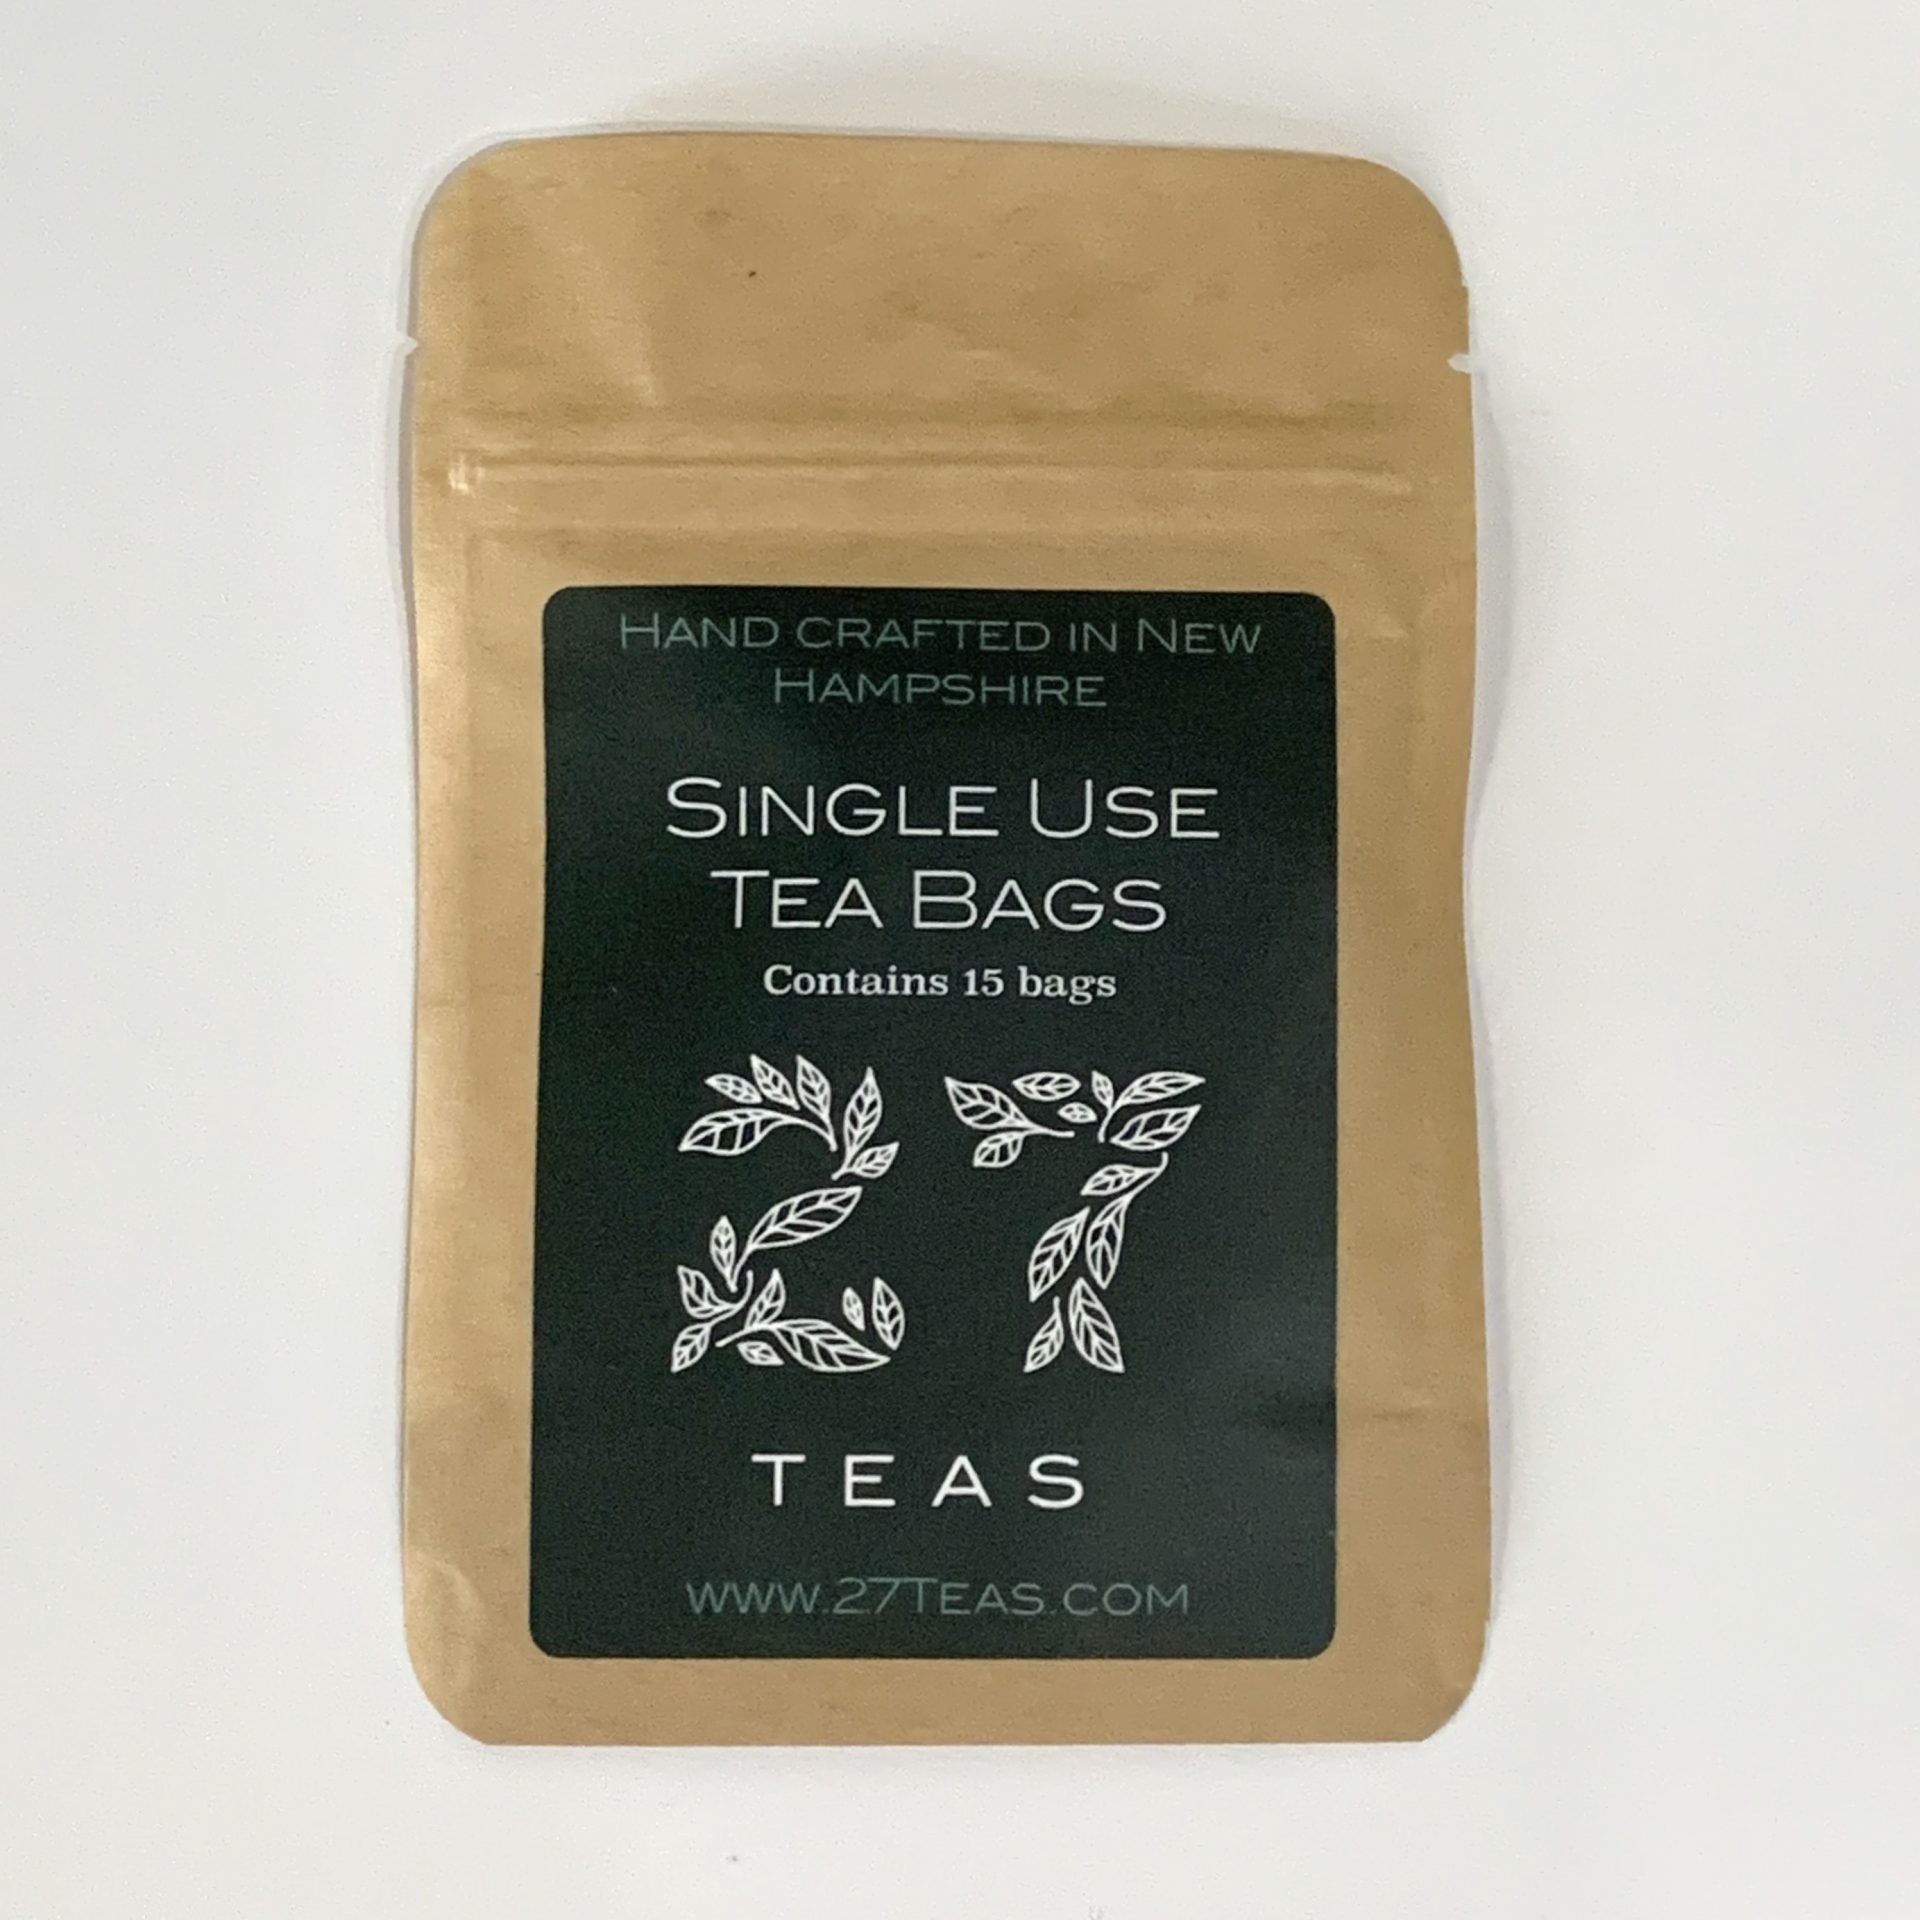 HAND CRAFTED IN NEW
HAMPSHIRE
SINGLE USE
TEA BAGS
Contains 15 bags
27
TEAS
WWW.27TEAS.COM